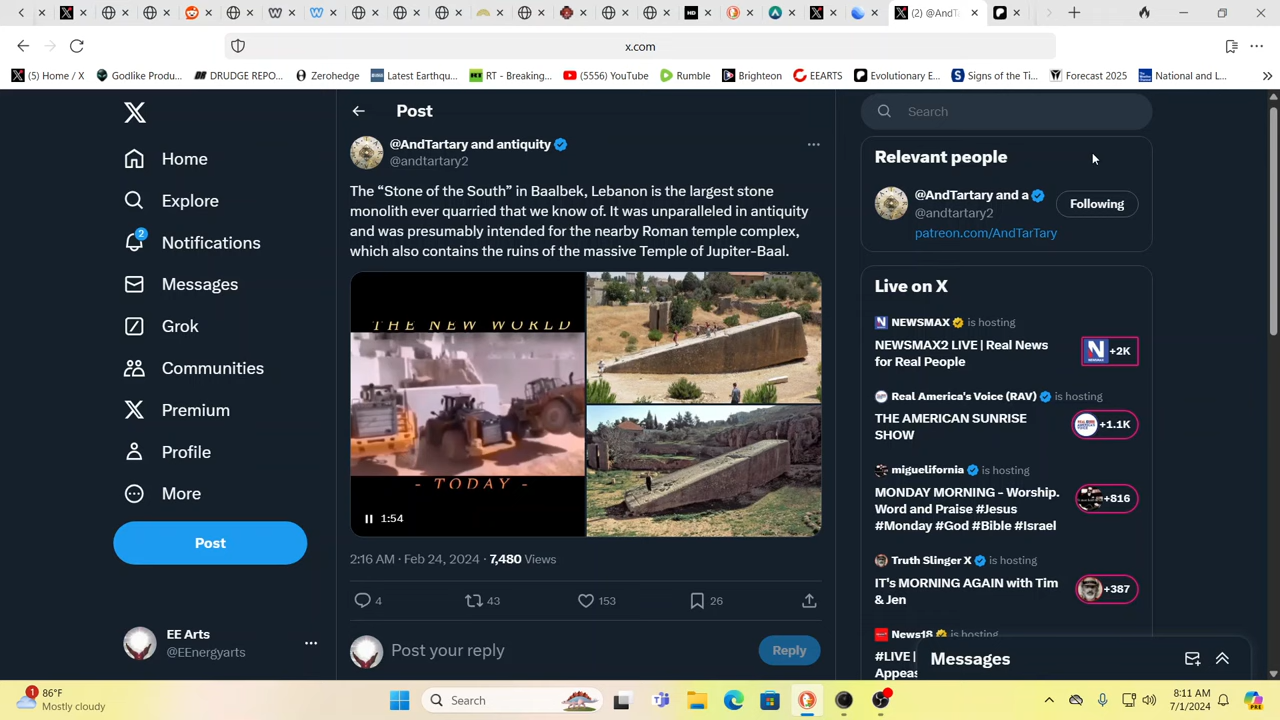 (2) @AndT
x.com
(5) Home / X
Godlike Produ...
DRUDGE REPO...
Zerohedge
Latest Earthqu...
RT - Breaking...
(5556) YouTube
Rumble
Brighteon
EEARTS
Evolutionary E...
Signs of the Ti...
Forecast 2025
National and L...
Home
Explore
2
Notifications
Messages
Grok
Communities
Premium
Profile
More
Post
EE Arts
@EEnergyarts
Post
@AndTartary and antiquity
@andtartary2
The “Stone of the South” in Baalbek, Lebanon is the largest stone
monolith ever quarried that we know of. It was unparalleled in antiquity
and was presumably intended for the nearby Roman temple complex,
which also contains the ruins of the massive Temple of Jupiter-Baal.
THE NEW WORLD
- TODAY -
1:54
2:16 AM · Feb 24, 2024 · 7,480 Views
4
43
153
26
Post your reply
Reply
Search
Relevant people
@AndTartary and a
@andtartary2
Following
patreon.com/AndTarTary
Live on X
NEWSMAX is hosting
NEWSMAX2 LIVE | Real News
for Real People
+2K
Real America's Voice (RAV) is hosting
THE AMERICAN SUNRISE
SHOW
+1.1K
miguelifornia is hosting
MONDAY MORNING - Worship.
Word and Praise #Jesus
#Monday #God #Bible #Israel
+816
Truth Slinger X is hosting
IT'S MORNING AGAIN with Tim
& Jen
+387
News18 is hosting
#LIVE |
Appeas
Messages
1
86°F
Mostly cloudy
Search
8:11 AM
7/1/2024